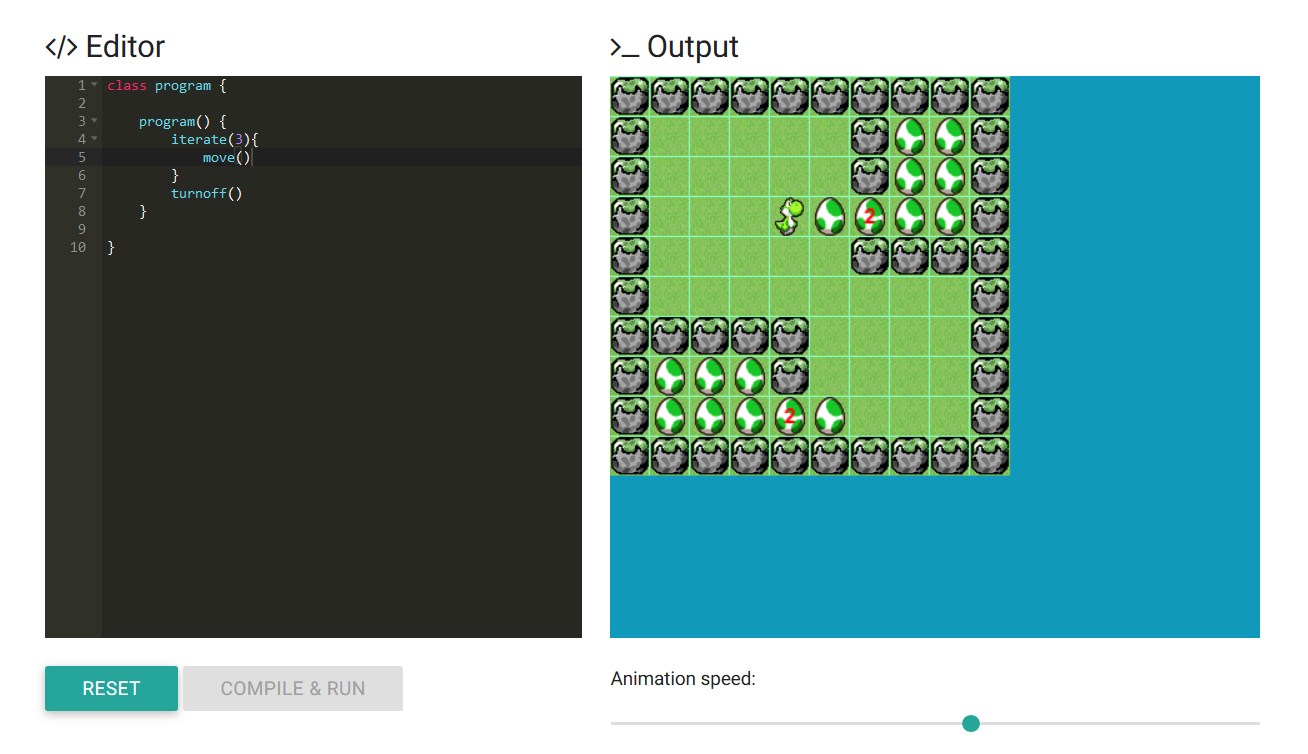 </> Editor
>_ Output
1 class program {
2
3 program() {
4 iterate(3){
5 move()
6 }
7 turnoff()
8 }
9
10 }
2
2
RESET
COMPILE & RUN
Animation speed: